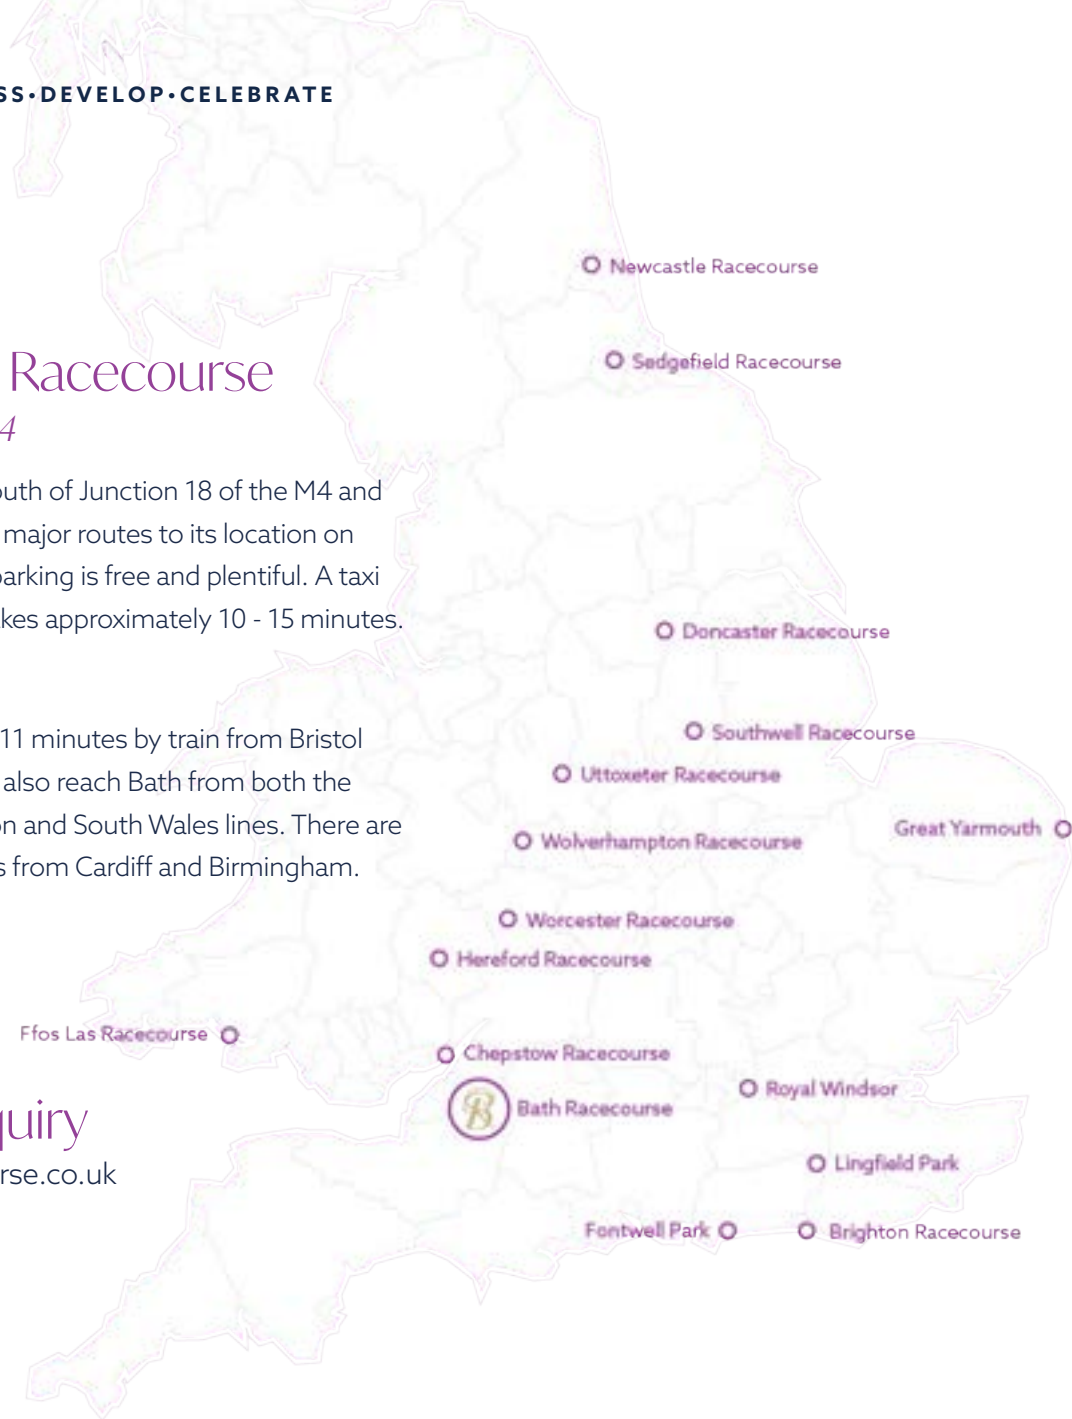 SS•DEVELOP•CELEBRATE
Racecourse
4
outh of Junction 18 of the M4 and
major routes to its location on
parking is free and plentiful. A taxi
kes approximately 10 - 15 minutes.
11 minutes by train from Bristol
also reach Bath from both the
on and South Wales lines. There are
s from Cardiff and Birmingham.
quiry
rse.co.uk
Newcastle Racecourse
Sedgefield Racecourse
Doncaster Racecourse
Southwell Racecourse
Uttoxeter Racecourse
Great Yarmouth
Wolverhampton Racecourse
Worcester Racecourse
Hereford Racecourse
Ffos Las Racecourse
Chepstow Racecourse
Royal Windsor
B Bath Racecourse
Lingfield Park
Fontwell Park
Brighton Racecourse